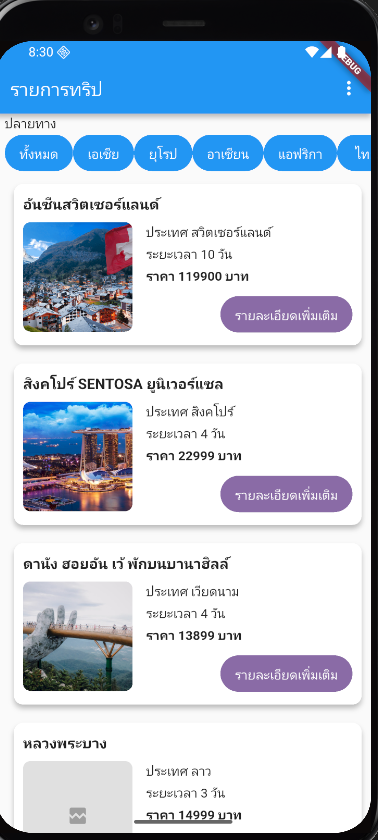 8:30
DEBUG
รายการทริป
ปลายทาง
ทั้งหมด เอเชีย ยุโรป อาเซียน แอฟริกา ไท
อันซีนสวิตเซอร์แลนด์
ประเทศ สวิตเซอร์แลนด์
ระยะเวลา 10 วัน
ราคา 119900 บาท
รายละเอียดเพิ่มเติม
สิงคโปร์ SENTOSA ยูนิเวอร์แซล
ประเทศ สิงคโปร์
ระยะเวลา 4 วัน
ราคา 22999 บาท
รายละเอียดเพิ่มเติม
ดานัง ฮอยอัน เว้ พักบนบานาฮิลล์
ประเทศ เวียดนาม
ระยะเวลา 4 วัน
ราคา 13899 บาท
รายละเอียดเพิ่มเติม
หลวงพระบาง
ประเทศ ลาว
ระยะเวลา 3 วัน
ราคา 14999 บาท